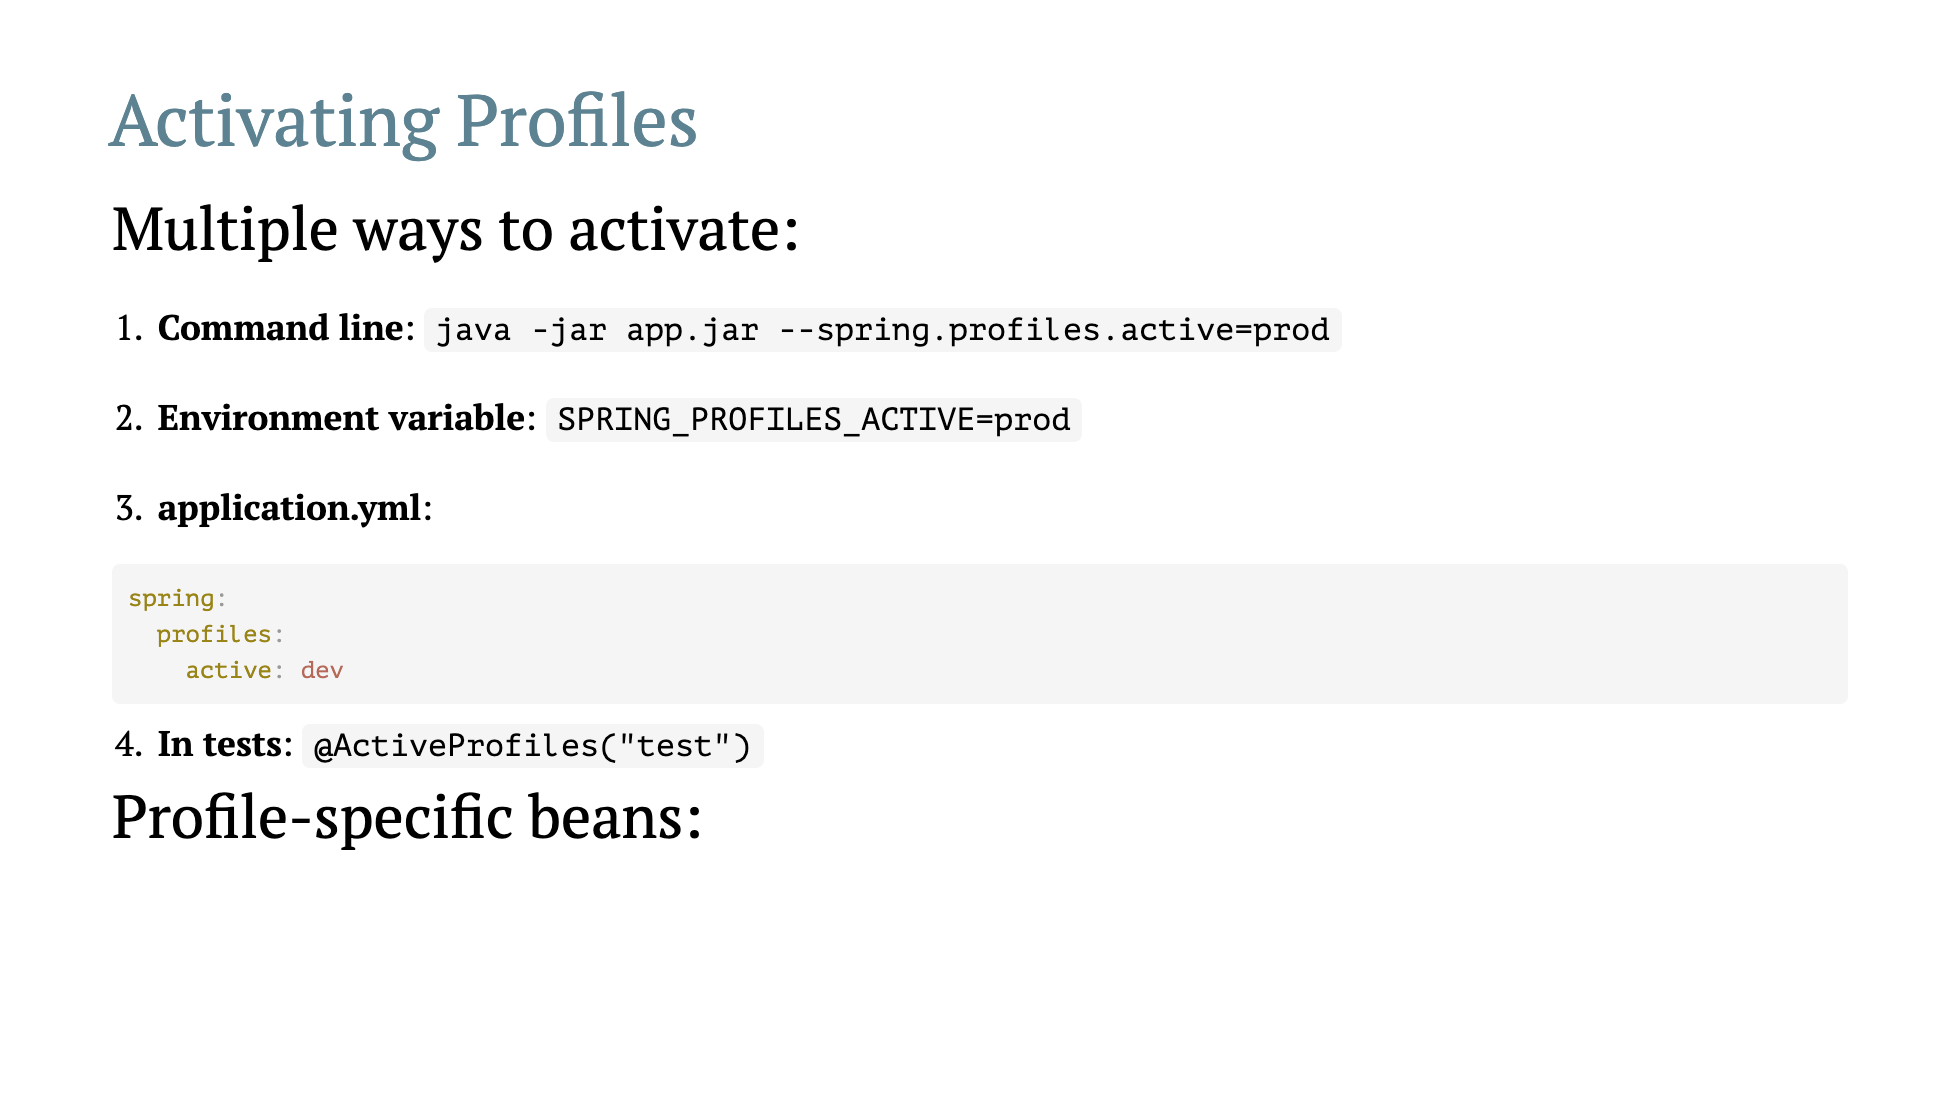 Activating Profiles
Multiple ways to activate:
1. Command line: java -jar app.jar --spring.profiles.active=prod
2. Environment variable: SPRING_PROFILES_ACTIVE=prod
3. application.yml:
spring:
  profiles:
    active: dev
4. In tests: @ActiveProfiles("test")
Profile-specific beans: